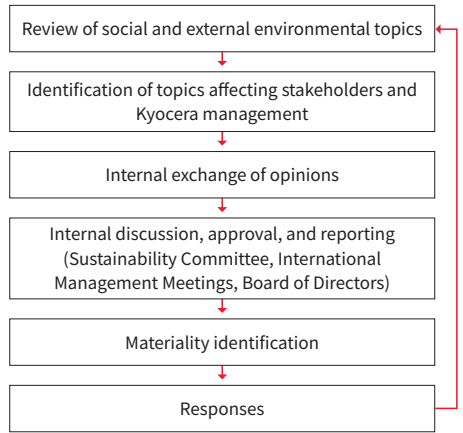 Review of social and external environmental topics
Identification of topics affecting stakeholders and
Kyocera management
Internal exchange of opinions
Internal discussion, approval, and reporting
(Sustainability Committee, International
Management Meetings, Board of Directors)
Materiality identification
Responses